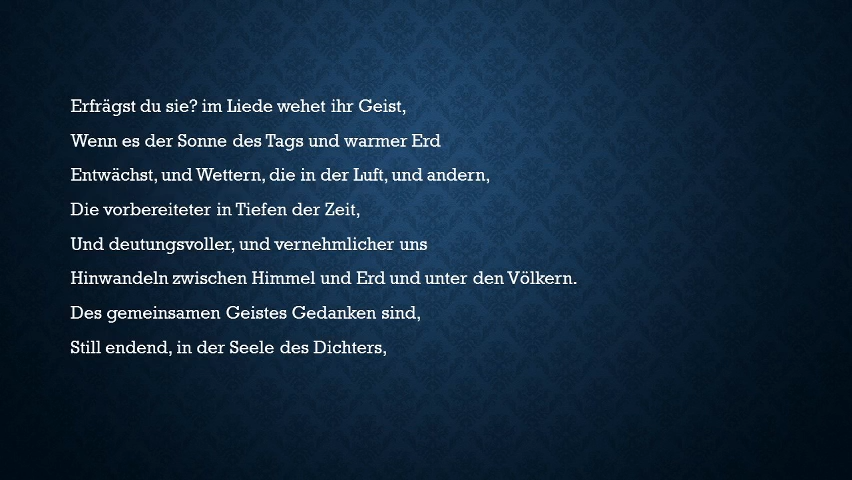 Erfrägst du sie? im Liede wehet ihr Geist,
Wenn es der Sonne des Tags und warmer Erd
Entwächst, und Wettern, die in der Luft, und andern,
Die vorbereiteter in Tiefen der Zeit,
Und deutungsvoller, und vernehmlicher uns
Hinwandeln zwischen Himmel und Erd und unter den Völkern.
Des gemeinsamen Geistes Gedanken sind,
Still endend, in der Seele des Dichters,